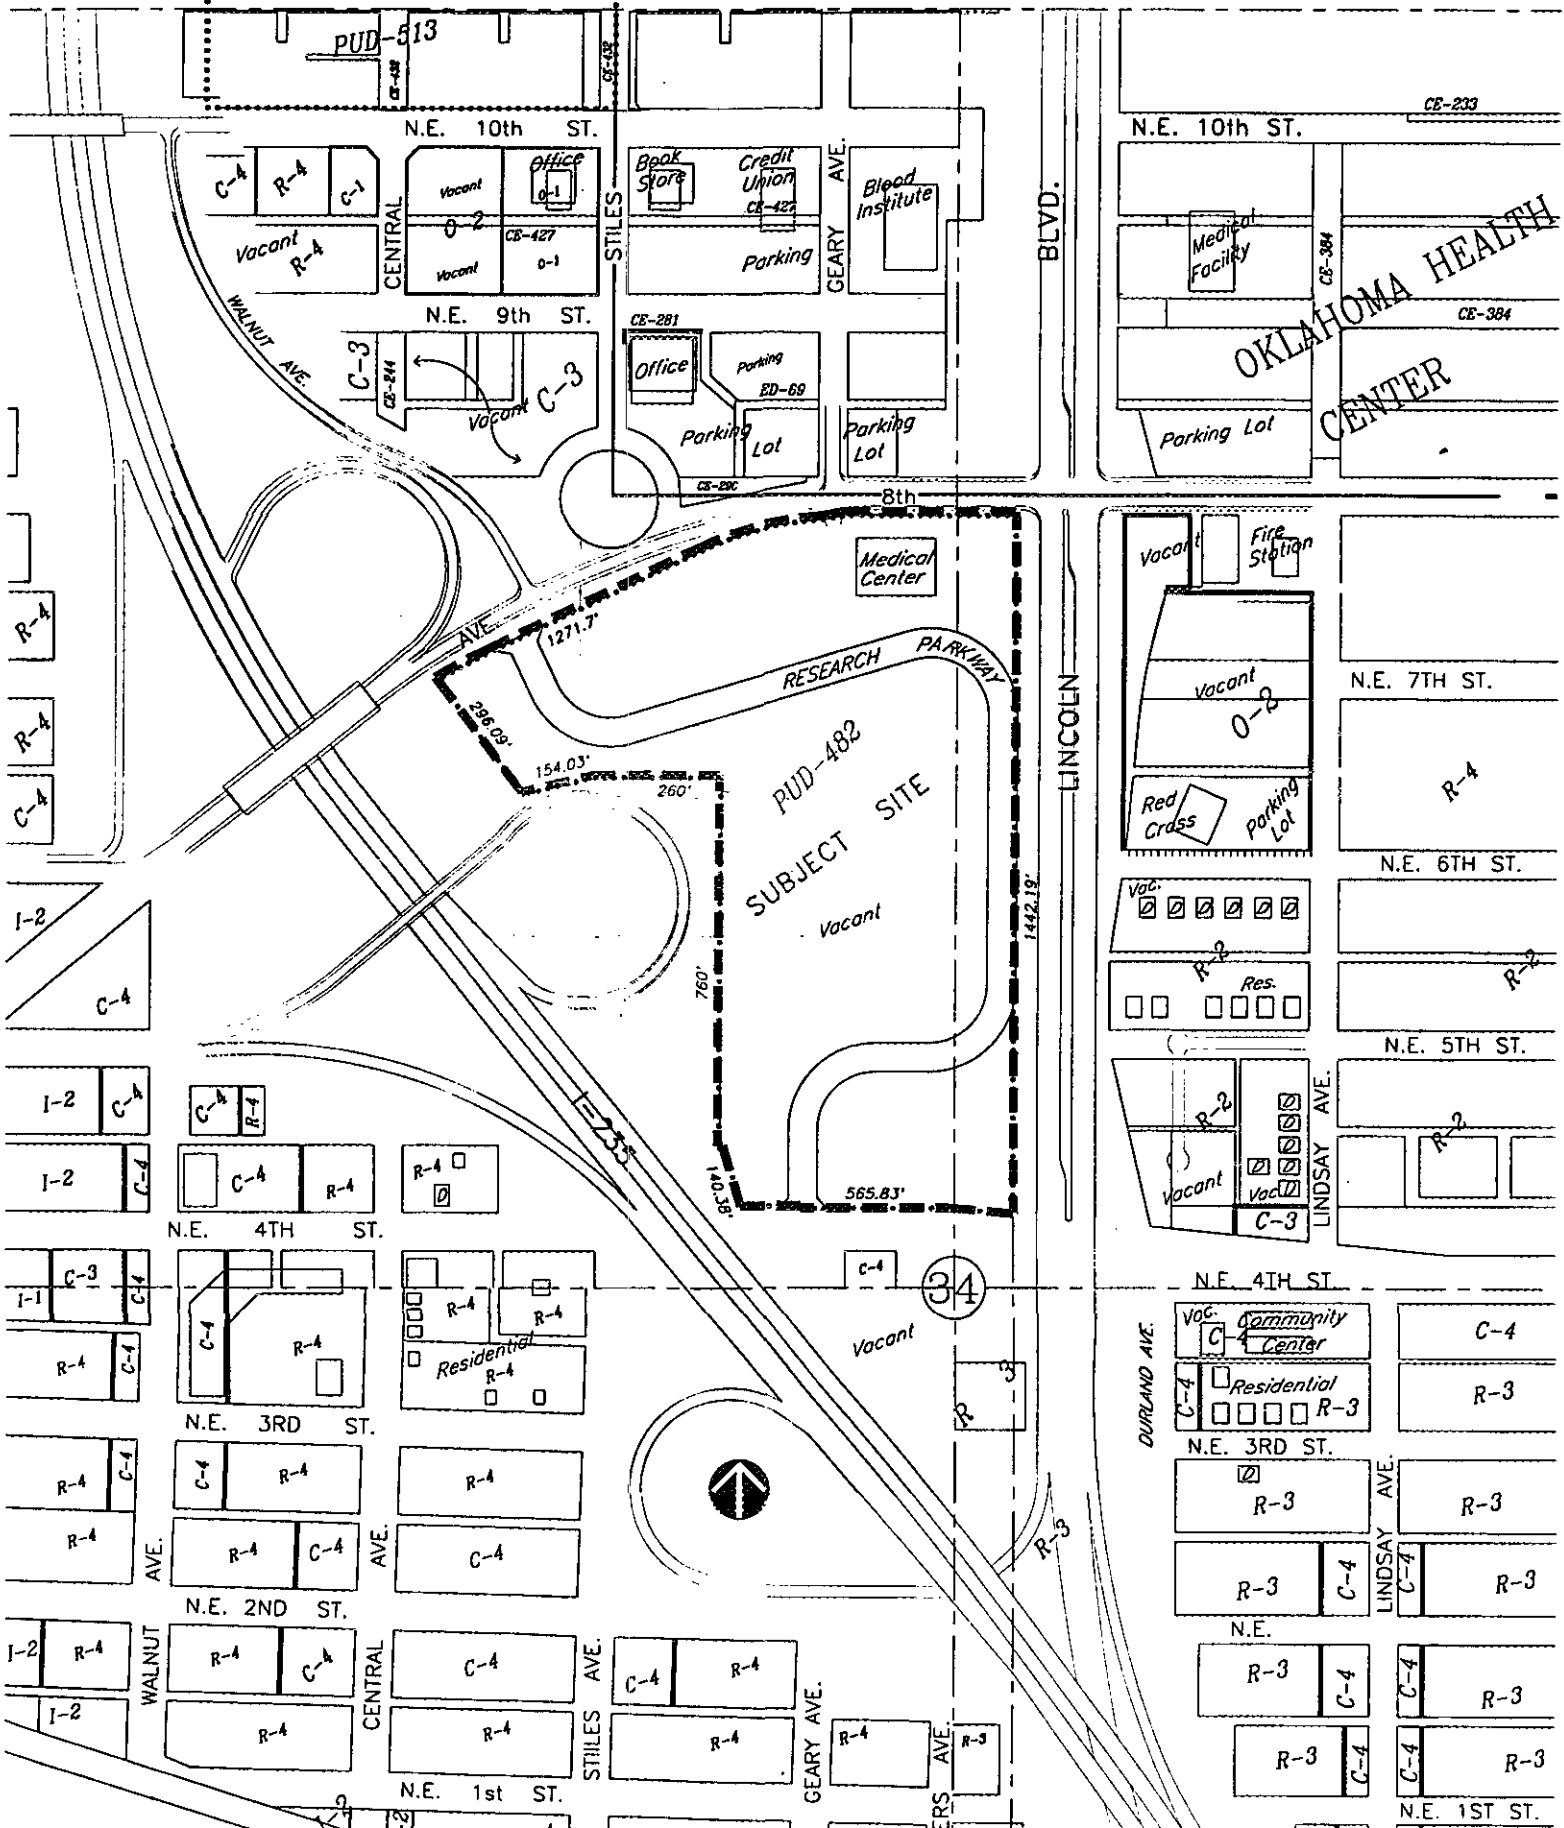 PUD-513
CE-438
CE-432
CE-233
N.E. 10th ST.
N.E. 10th ST.
C-4
R-4
C-1
Vacant
O-2
Vacant
Office
O-1
CE-427
O-1
Book
Store
Credit
Union
CE-427
Parking
Blood
Institute
Medical
Facility
CE-384
CE-384
OKLAHOMA HEALTH
CENTER
Vacant
R-4
CENTRAL
STILES
GEARY AVE.
BLVD.
WALNUT AVE.
N.E. 9th ST.
C-3
CE-244
Vacant
C-3
CE-281
Office
Parking
ED-69
Parking
Lot
Parking
Lot
Parking Lot
8th
Medical
Center
Vacant
Fire
Station
R-4
AVE.
1271.7'
RESEARCH PARKWAY
LINCOLN
Vacant
O-2
N.E. 7TH ST.
R-4
296.09'
154.03'
260'
PUD-482
SUBJECT SITE
Vacant
C-4
Red
Cross
Parking
Lot
R-4
N.E. 6TH ST.
I-2
C-4
760'
1442.19'
Vac.
D D D D D D
R-2
R-2
Res.
N.E. 5TH ST.
I-2
C-4
C-4
R-4
I-235
R-2
D
D
D
D D
D
Vacant
Vac
C-3
LINDSAY AVE.
R-2
I-2
C-4
C-4
R-4
R-4
D
140.38'
565.83'
N.E. 4TH ST.
I-1
C-3
C-4
C-4
R-4
R-4
R-4
Residential
R-4
C-4
34
Vacant
R 3
N.E. 4TH ST.
Voc.
C-4
Community
Center
C-4
DURLAND AVE.
C-4
Residential
R-3
R-3
R-4
C-4
N.E. 3RD ST.
N.E. 3RD ST.
R-4
C-4
C-4
R-4
R-4
D
R-3
R-3
R-4
AVE.
R-4
C-4
AVE.
C-4
R-3
R-3
C-4
LINDSAY AVE.
C-4
R-3
N.E. 2ND ST.
N.E.
I-2
R-4
WALNUT
R-4
C-4
CENTRAL
C-4
STILES AVE.
C-4
R-4
R-3
C-4
C-4
R-3
I-2
R-4
R-4
R-4
GEARY AVE.
R-4
ERS AVE.
R-3
R-3
C-4
C-4
R-3
N.E. 1st ST.
N.E. 1ST ST.